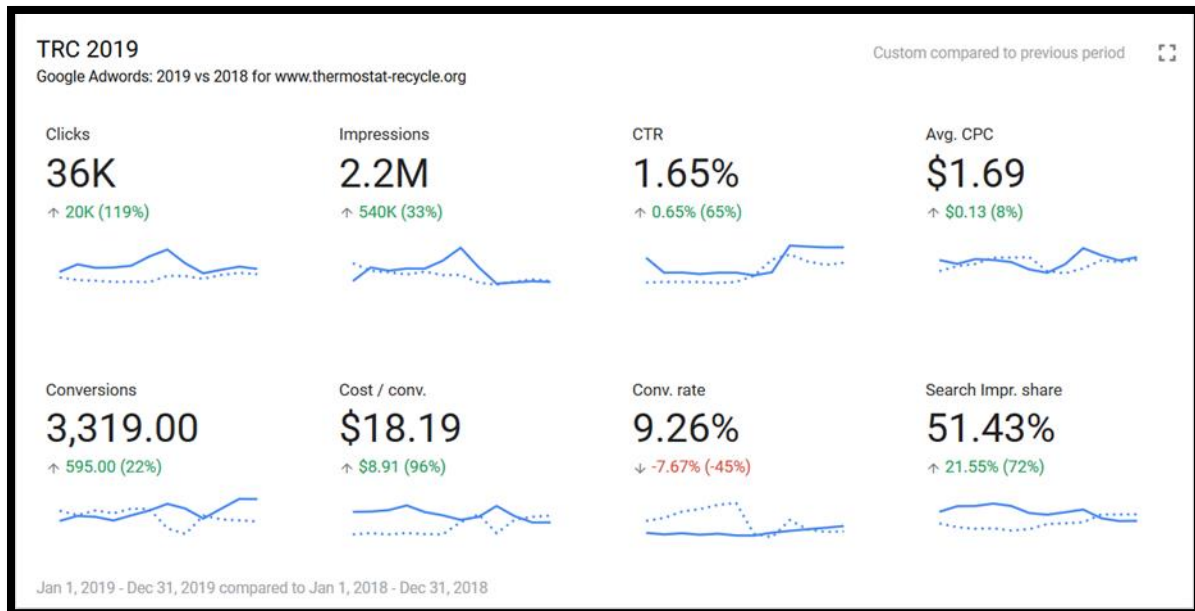 TRC 2019
Custom compared to previous period
Google Adwords: 2019 vs 2018 for www.thermostat-recycle.org
Clicks
36K
↑ 20K (119%)
Impressions
2.2M
↑ 540K (33%)
CTR
1.65%
↑ 0.65% (65%)
Avg. CPC
$1.69
↑ $0.13 (8%)
Conversions
3,319.00
↑ 595.00 (22%)
Cost / conv.
$18.19
↑ $8.91 (96%)
Conv. rate
9.26%
↓ -7.67% (-45%)
Search Impr. share
51.43%
↑ 21.55% (72%)
Jan 1, 2019 - Dec 31, 2019 compared to Jan 1, 2018 - Dec 31, 2018